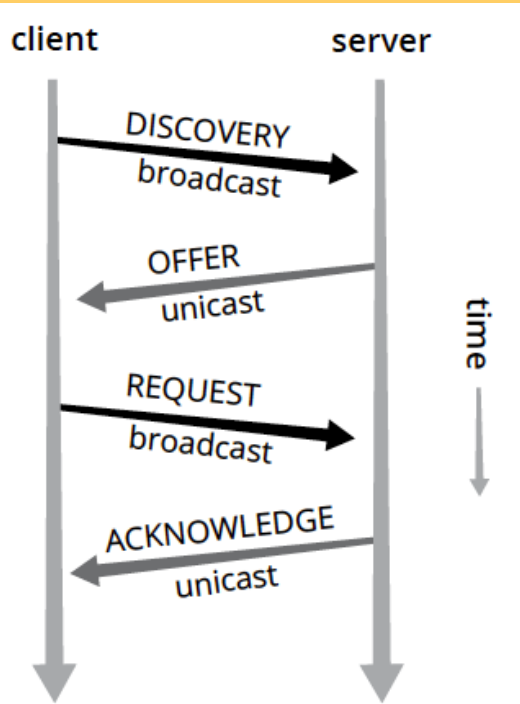 client
server
DISCOVERY
broadcast
OFFER
unicast
time
REQUEST
broadcast
ACKNOWLEDGE
unicast